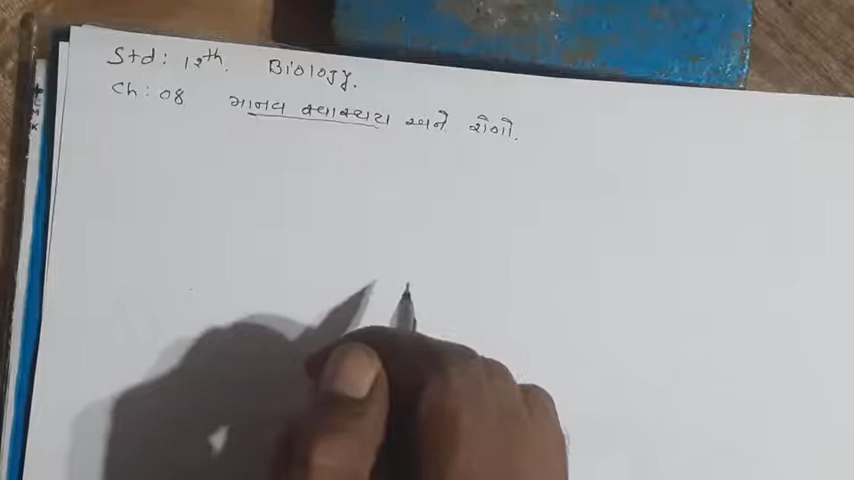 Std: 12th. Biology.
Ch: 08 માનવ સ્વાસ્થ્ય અને રોગો.